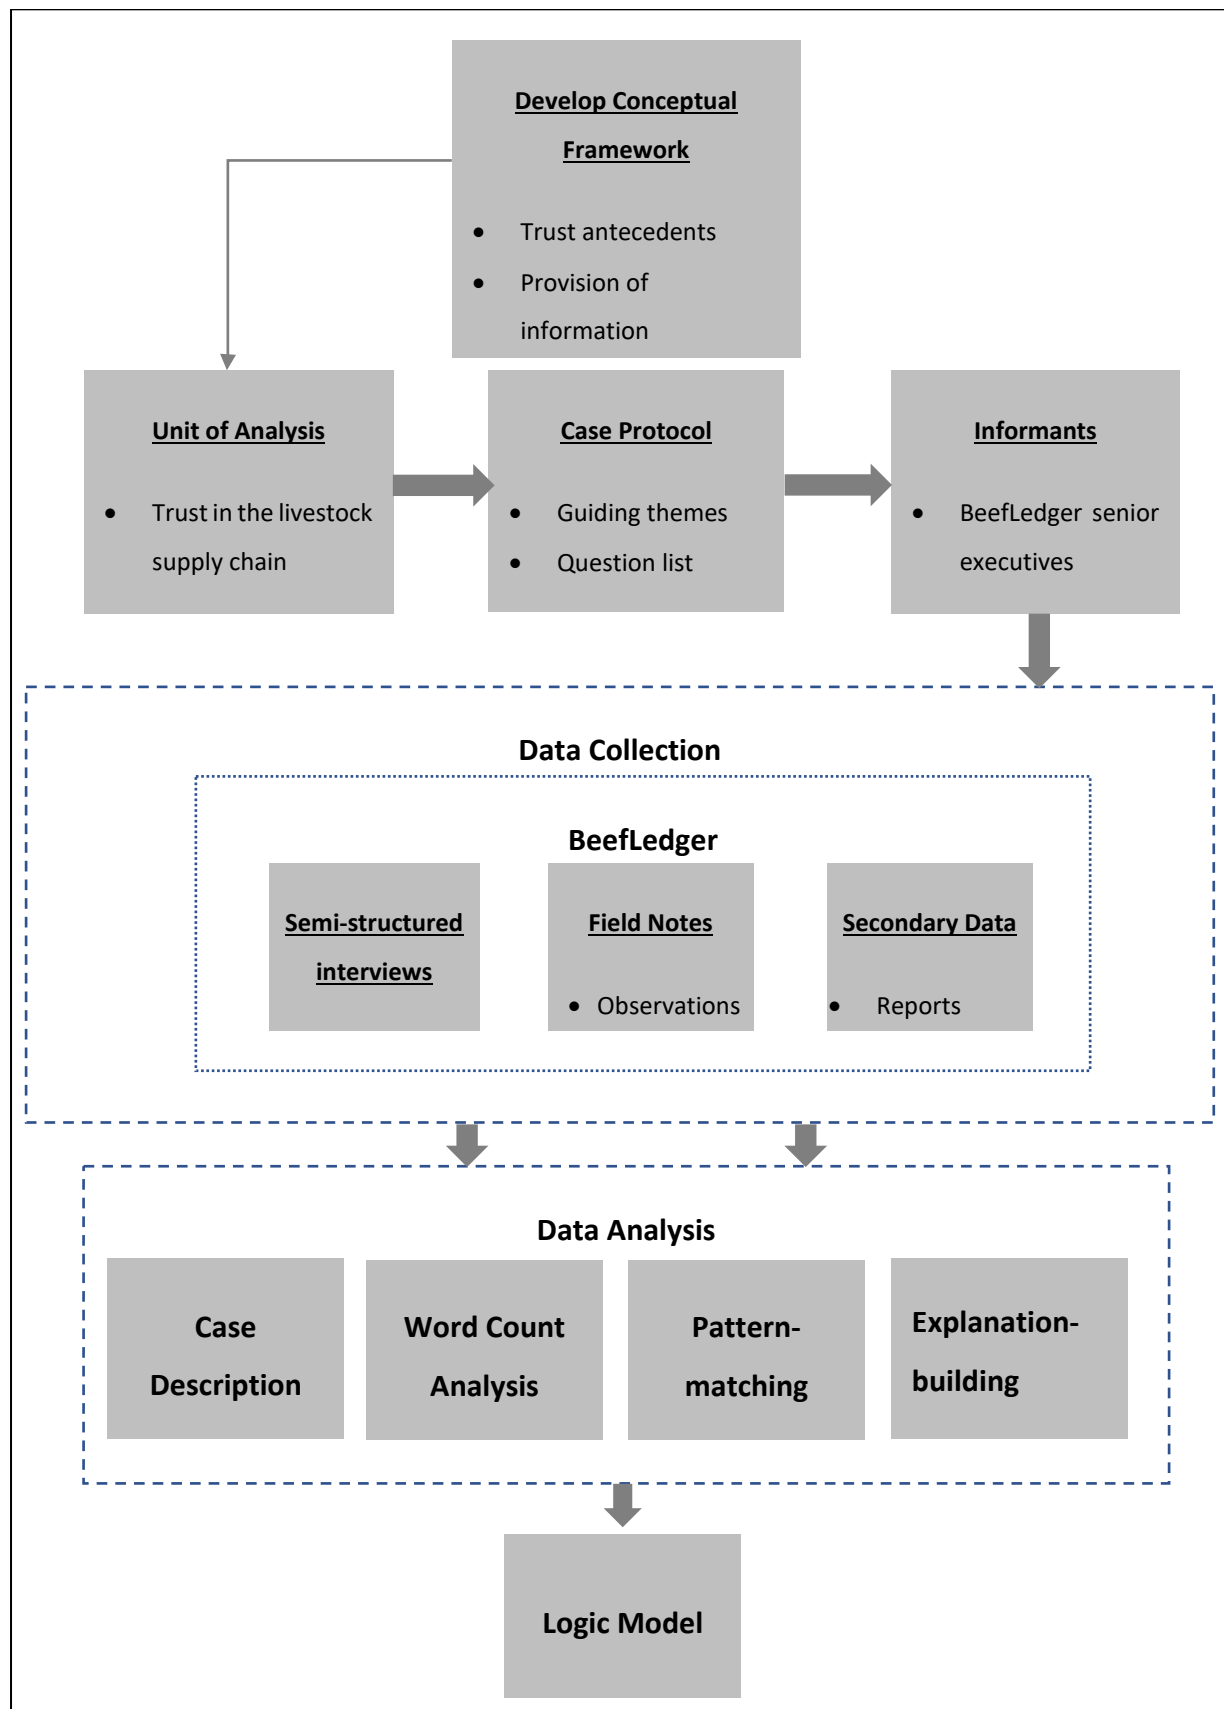 Develop Conceptual
Framework
• Trust antecedents
• Provision of
information
Unit of Analysis
• Trust in the livestock
supply chain
Case Protocol
• Guiding themes
• Question list
Informants
• BeefLedger senior
executives
Data Collection
BeefLedger
Semi-structured
interviews
Field Notes
• Observations
Secondary Data
• Reports
Data Analysis
Case
Description
Word Count
Analysis
Pattern-
matching
Explanation-
building
Logic Model